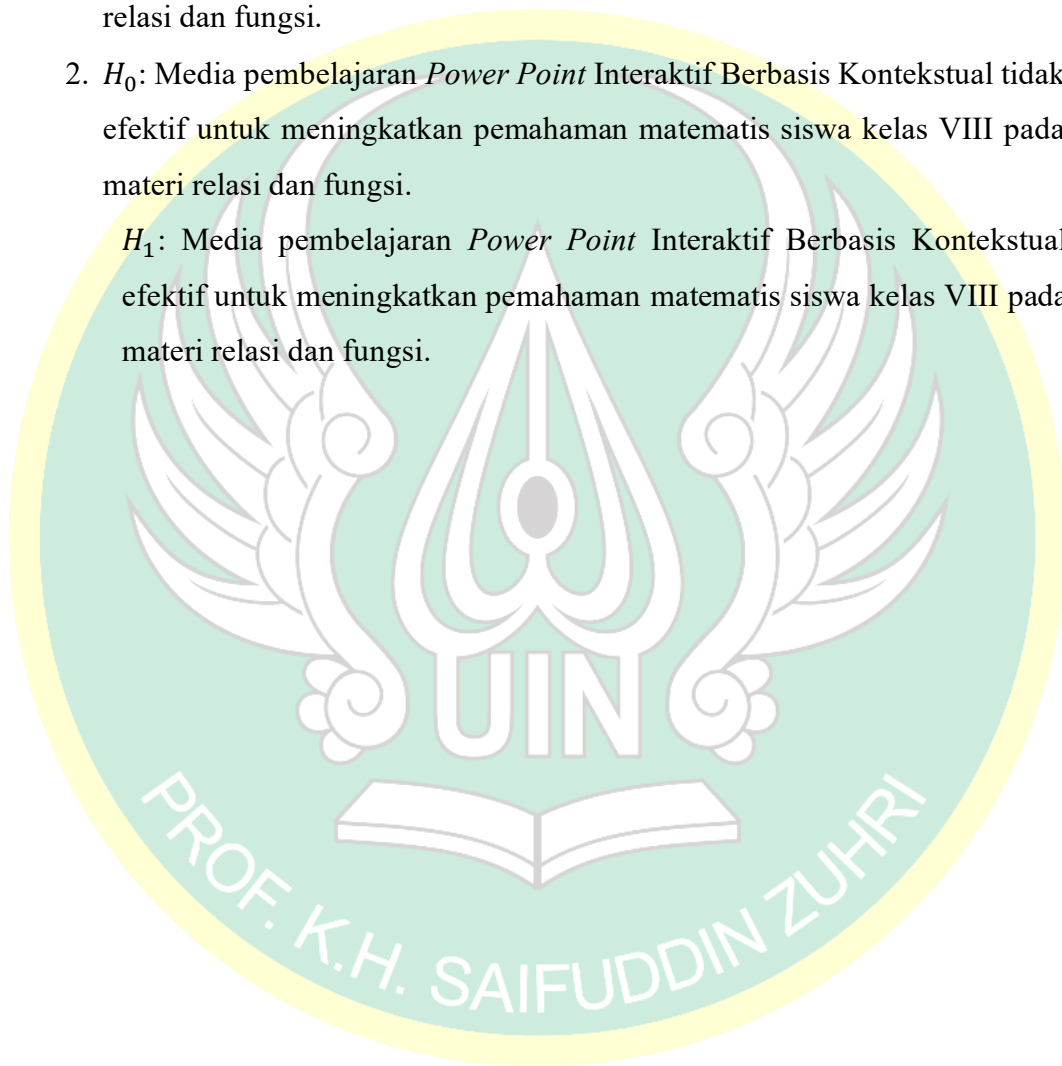 relasi dan fungsi.
2. H₀: Media pembelajaran Power Point Interaktif Berbasis Kontekstual tidak
efektif untuk meningkatkan pemahaman matematis siswa kelas VIII pada
materi relasi dan fungsi.
H₁: Media pembelajaran Power Point Interaktif Berbasis Kontekstual
efektif untuk meningkatkan pemahaman matematis siswa kelas VIII pada
materi relasi dan fungsi.
UIN
PROF. K.H. SAIFUDDIN ZUHRI